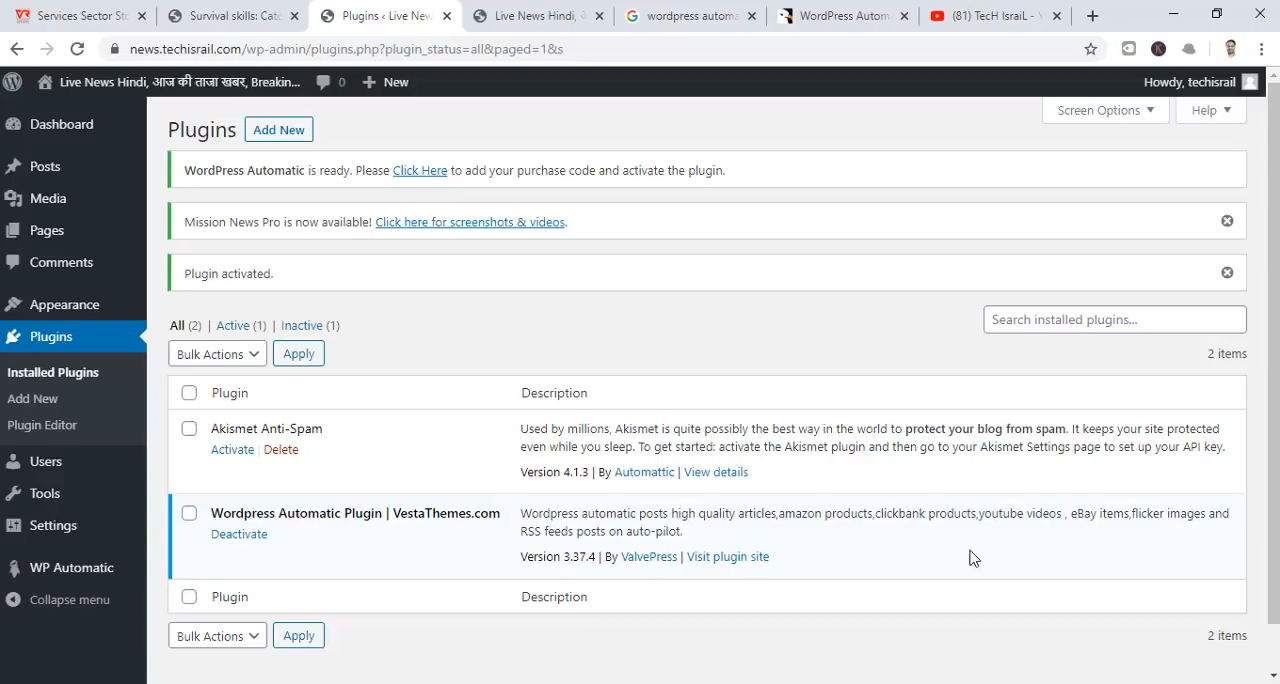 Services Sector St
Survival skills: Cat
Plugins ‹ Live New
Live News Hindi,
wordpress automa
WordPress Autom
(81) TecH IsraiL - Y
news.techisrail.com/wp-admin/plugins.php?plugin_status=all&paged=1&s
Live News Hindi, आज की ताजा खबर, Breakin... 0 New
Howdy, techisrail
Screen Options
Help
Dashboard
Posts
Media
Pages
Comments
Appearance
Plugins
Installed Plugins
Add New
Plugin Editor
Users
Tools
Settings
WP Automatic
Collapse menu
Plugins Add New
WordPress Automatic is ready. Please Click Here to add your purchase code and activate the plugin.
Mission News Pro is now available! Click here for screenshots & videos.
Plugin activated.
All (2) | Active (1) | Inactive (1)
Search installed plugins...
Bulk Actions Apply
2 items
Plugin Description
Akismet Anti-Spam
Activate | Delete
Used by millions, Akismet is quite possibly the best way in the world to protect your blog from spam. It keeps your site protected
even while you sleep. To get started: activate the Akismet plugin and then go to your Akismet Settings page to set up your API key.
Version 4.1.3 | By Automattic | View details
Wordpress Automatic Plugin | VestaThemes.com
Deactivate
Wordpress automatic posts high quality articles,amazon products,clickbank products,youtube videos , eBay items,flicker images and
RSS feeds posts on auto-pilot.
Version 3.37.4 | By ValvePress | Visit plugin site
Plugin Description
Bulk Actions Apply
2 items